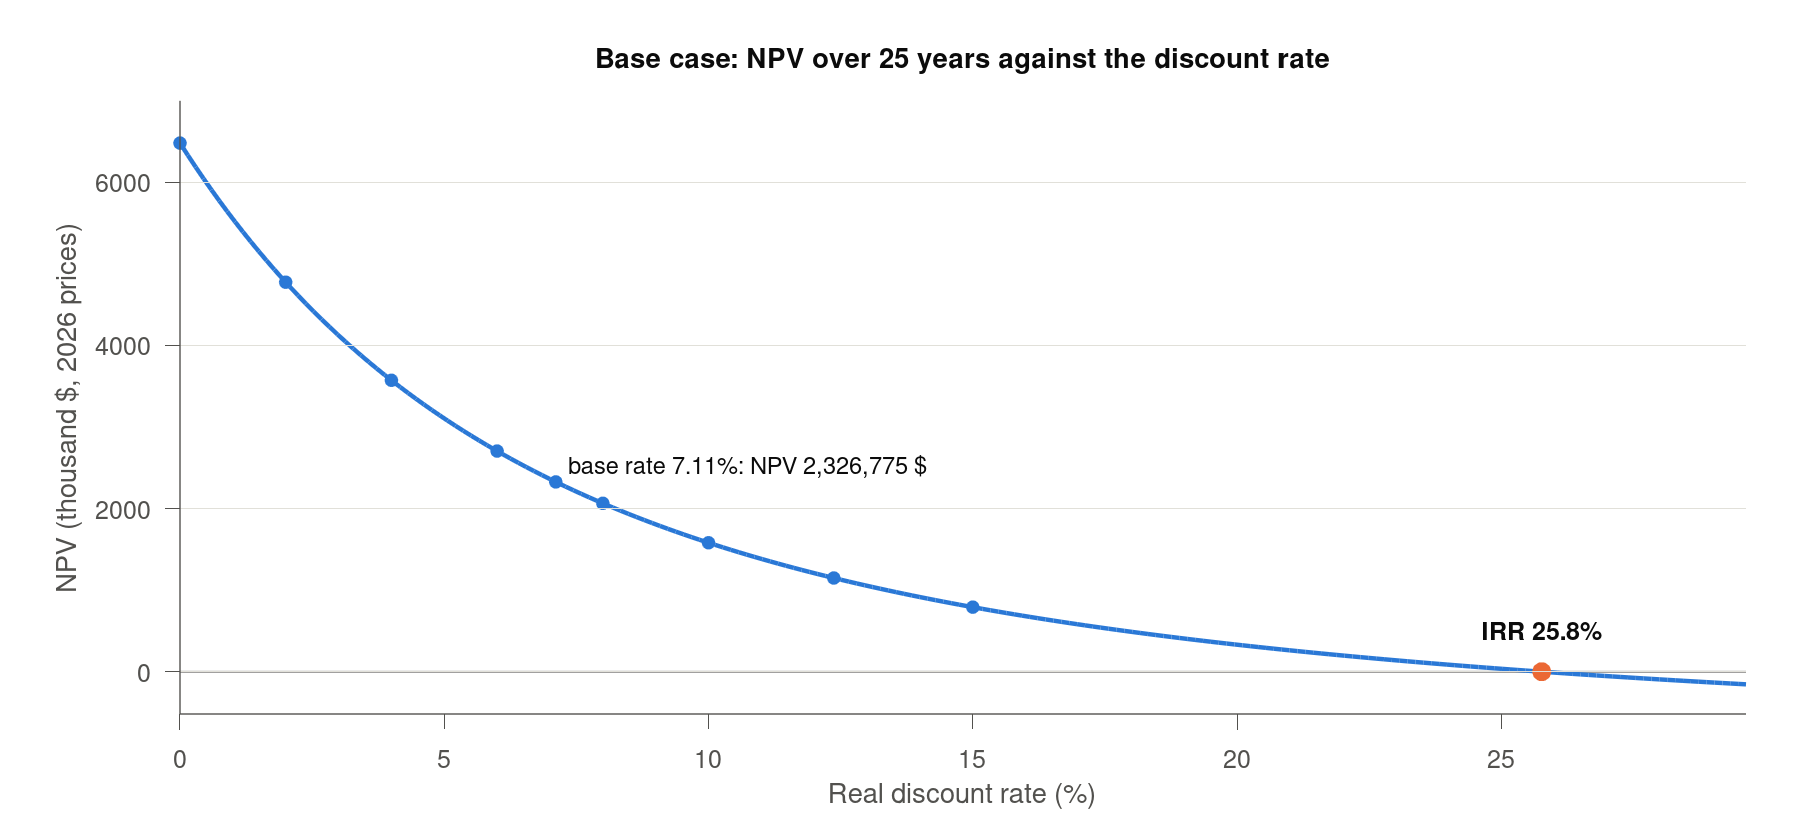 Base case: NPV over 25 years against the discount rate
NPV (thousand $, 2026 prices)
6000
4000
2000
0
base rate 7.11%: NPV 2,326,775 $
IRR 25.8%
0
5
10
15
20
25
Real discount rate (%)